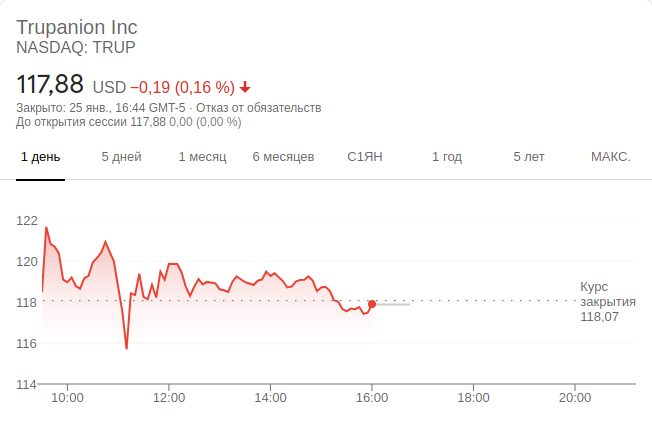 Trupanion Inc
NASDAQ: TRUP
117,88 USD −0,19 (0,16 %)
Закрыто: 25 янв., 16:44 GMT-5 · Отказ от обязательств
До открытия сессии 117,88 0,00 (0,00 %)
1 день 5 дней 1 месяц 6 месяцев С1ЯН 1 год 5 лет МАКС.
122
120
118
116
114
Курс
закрытия
118,07
10:00 12:00 14:00 16:00 18:00 20:00